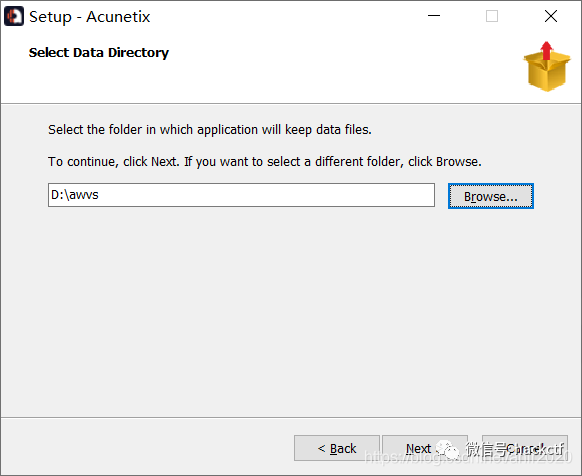 Setup - Acunetix
Select Data Directory
Select the folder in which application will keep data files.
To continue, click Next. If you want to select a different folder, click Browse.
D:\awvs
Browse...
< Back
Next
Cancel
微信号: